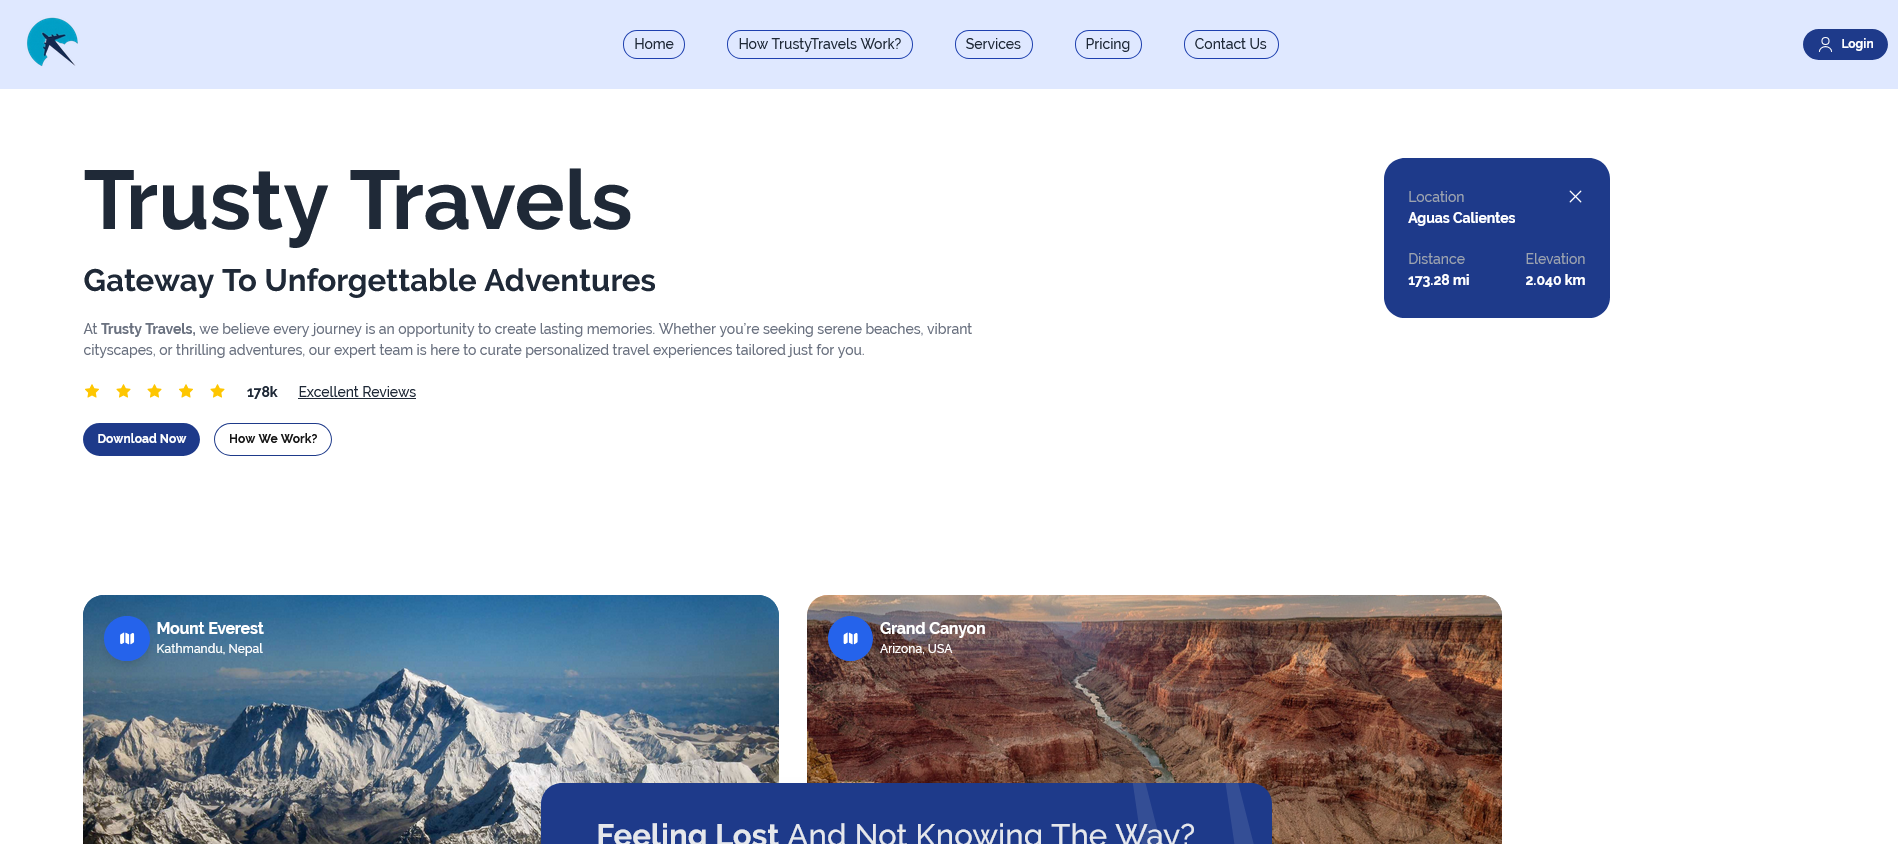 Home
How TrustyTravels Work?
Services
Pricing
Contact Us
Login
Trusty Travels
Gateway To Unforgettable Adventures
At Trusty Travels, we believe every journey is an opportunity to create lasting memories. Whether you're seeking serene beaches, vibrant
cityscapes, or thrilling adventures, our expert team is here to curate personalized travel experiences tailored just for you.
178k Excellent Reviews
Download Now
How We Work?
Location
Aguas Calientes
Distance Elevation
173.28 mi 2.040 km
Mount Everest
Kathmandu, Nepal
Grand Canyon
Arizona, USA
Feeling Lost And Not Knowing The Way?